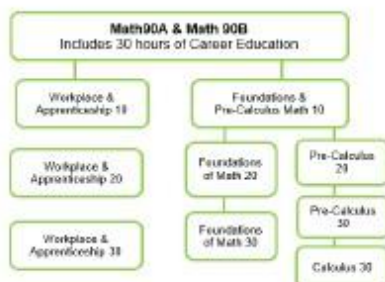 Math90A & Math 90B
Includes 30 hours of Career Education
Workplace &
Apprenticeship 10
Foundations &
Pre-Calculus Math 10
Workplace &
Apprenticeship 20
Foundations
of Math 20
Pre-Calculus
20
Workplace &
Apprenticeship 30
Foundations
of Math 30
Pre-Calculus
30
Calculus 30